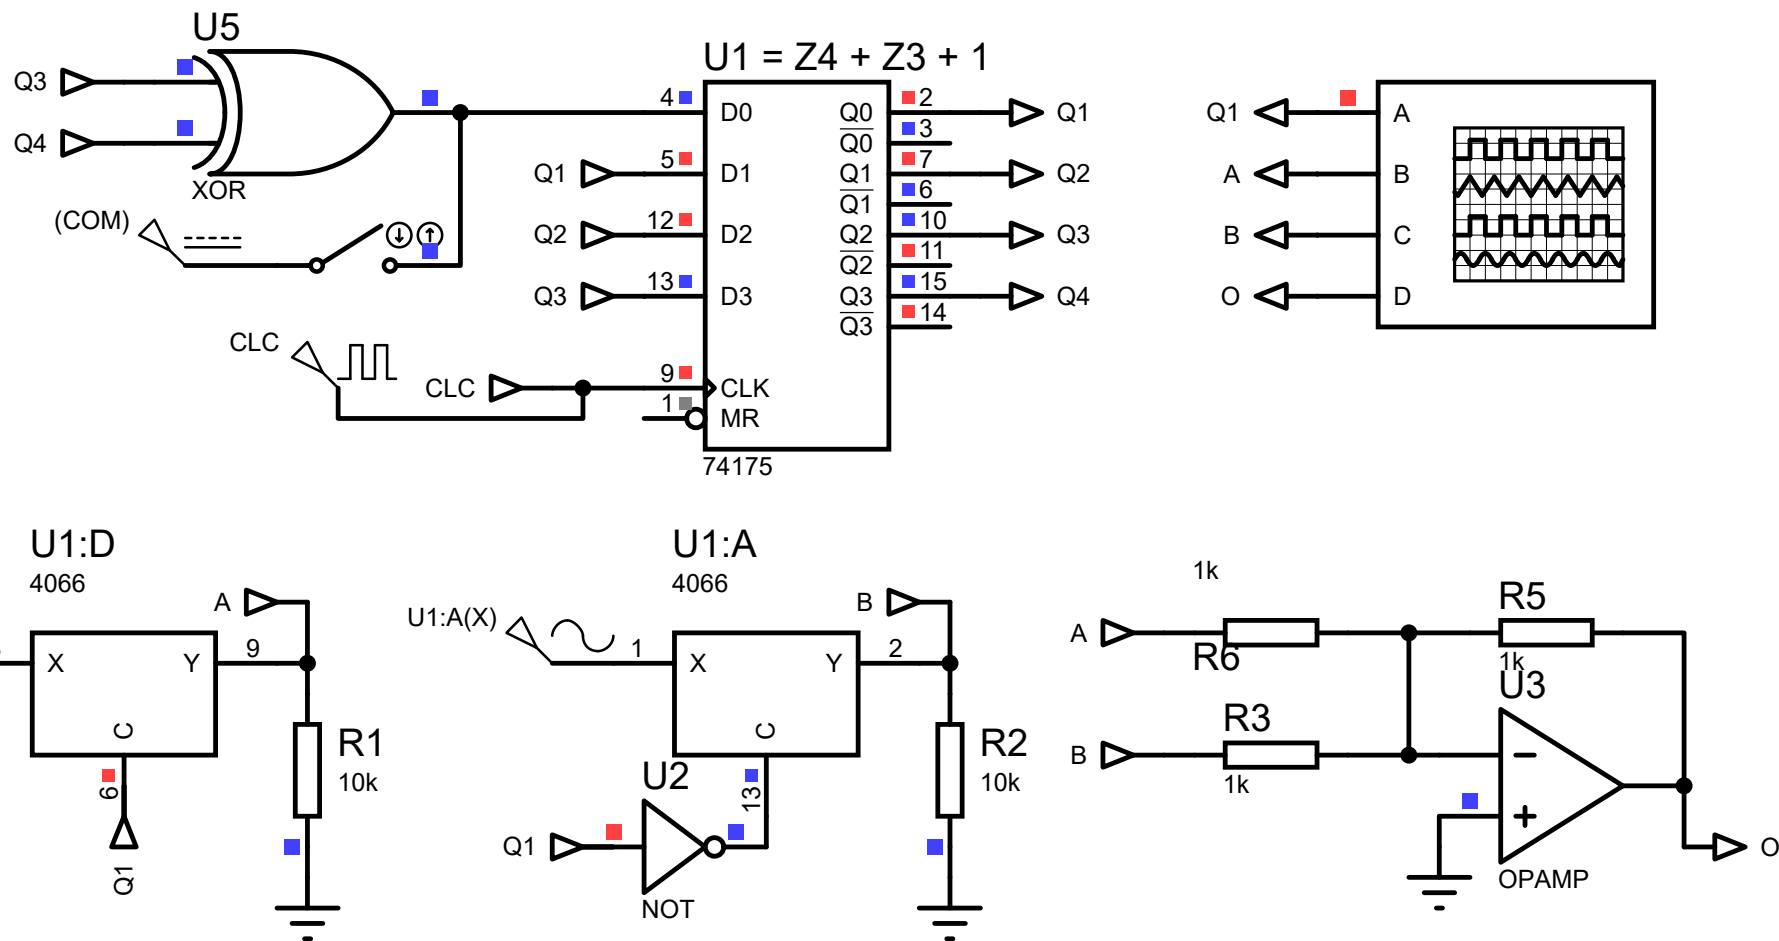 U5
U1 = Z4 + Z3 + 1
Q3
Q4
XOR
(COM)
4 D0 Q0 2 Q1
Q0 3
Q1 5 D1 Q1 7 Q2
Q1 6
Q2 12 D2 Q2 10 Q3
Q2 11
Q3 13 D3 Q3 15 Q4
Q3 14
CLC
CLC 9 CLK
1 MR
74175
Q1 A
A B
B C
O D
U1:D
4066
A
X Y 9
C
6
Q1
R1
10k
U1:A
4066
B
U1:A(X)
1 X Y 2
C
13
U2
Q1
NOT
R2
10k
1k
R5
A
R6
1k
U3
R3
B
1k
OPAMP
O